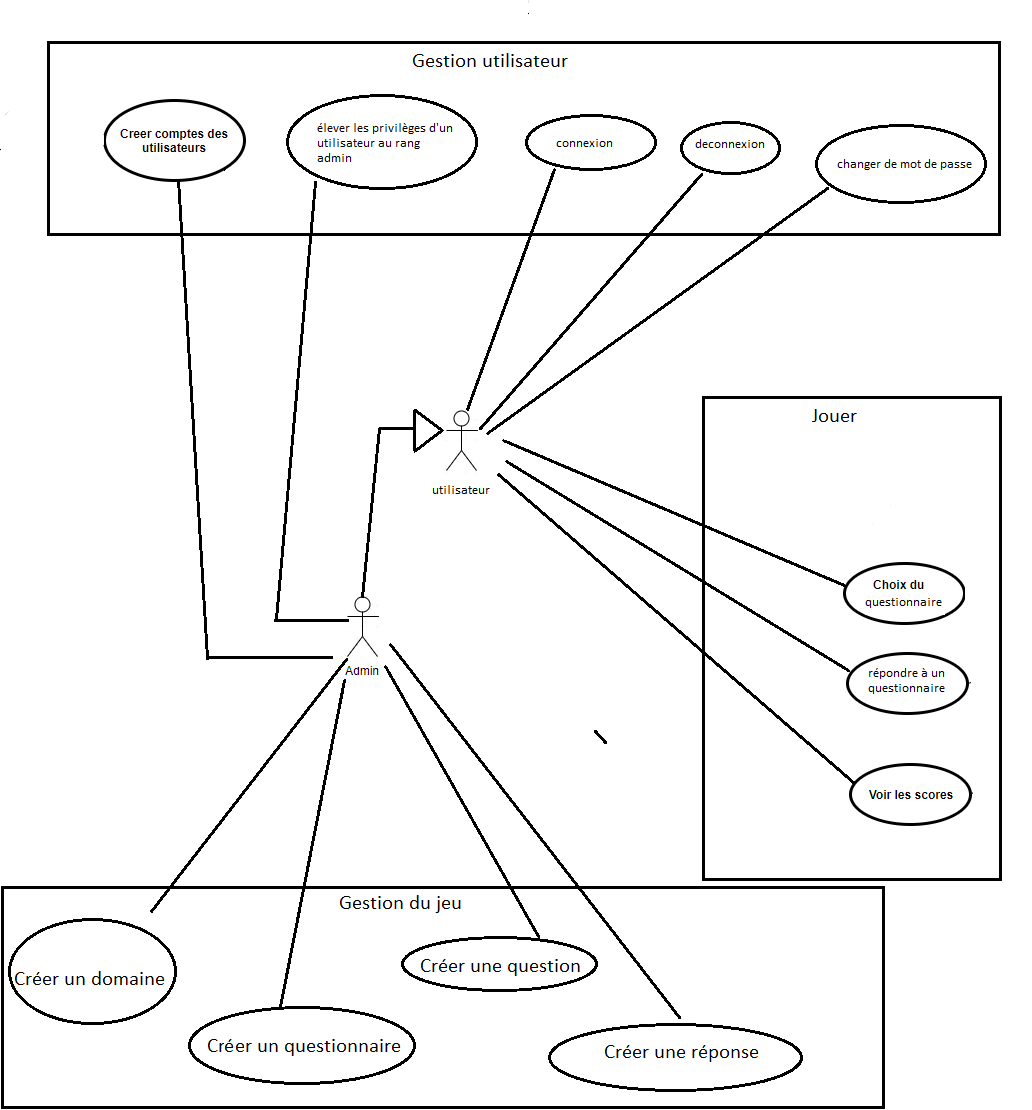 Gestion utilisateur
Creer comptes des
utilisateurs
élever les privilèges d'un
utilisateur au rang
admin
connexion
deconnexion
changer de mot de passe
utilisateur
Jouer
Choix du
questionnaire
répondre à un
questionnaire
Voir les scores
Admin
Gestion du jeu
Créer un domaine
Créer une question
Créer un questionnaire
Créer une réponse